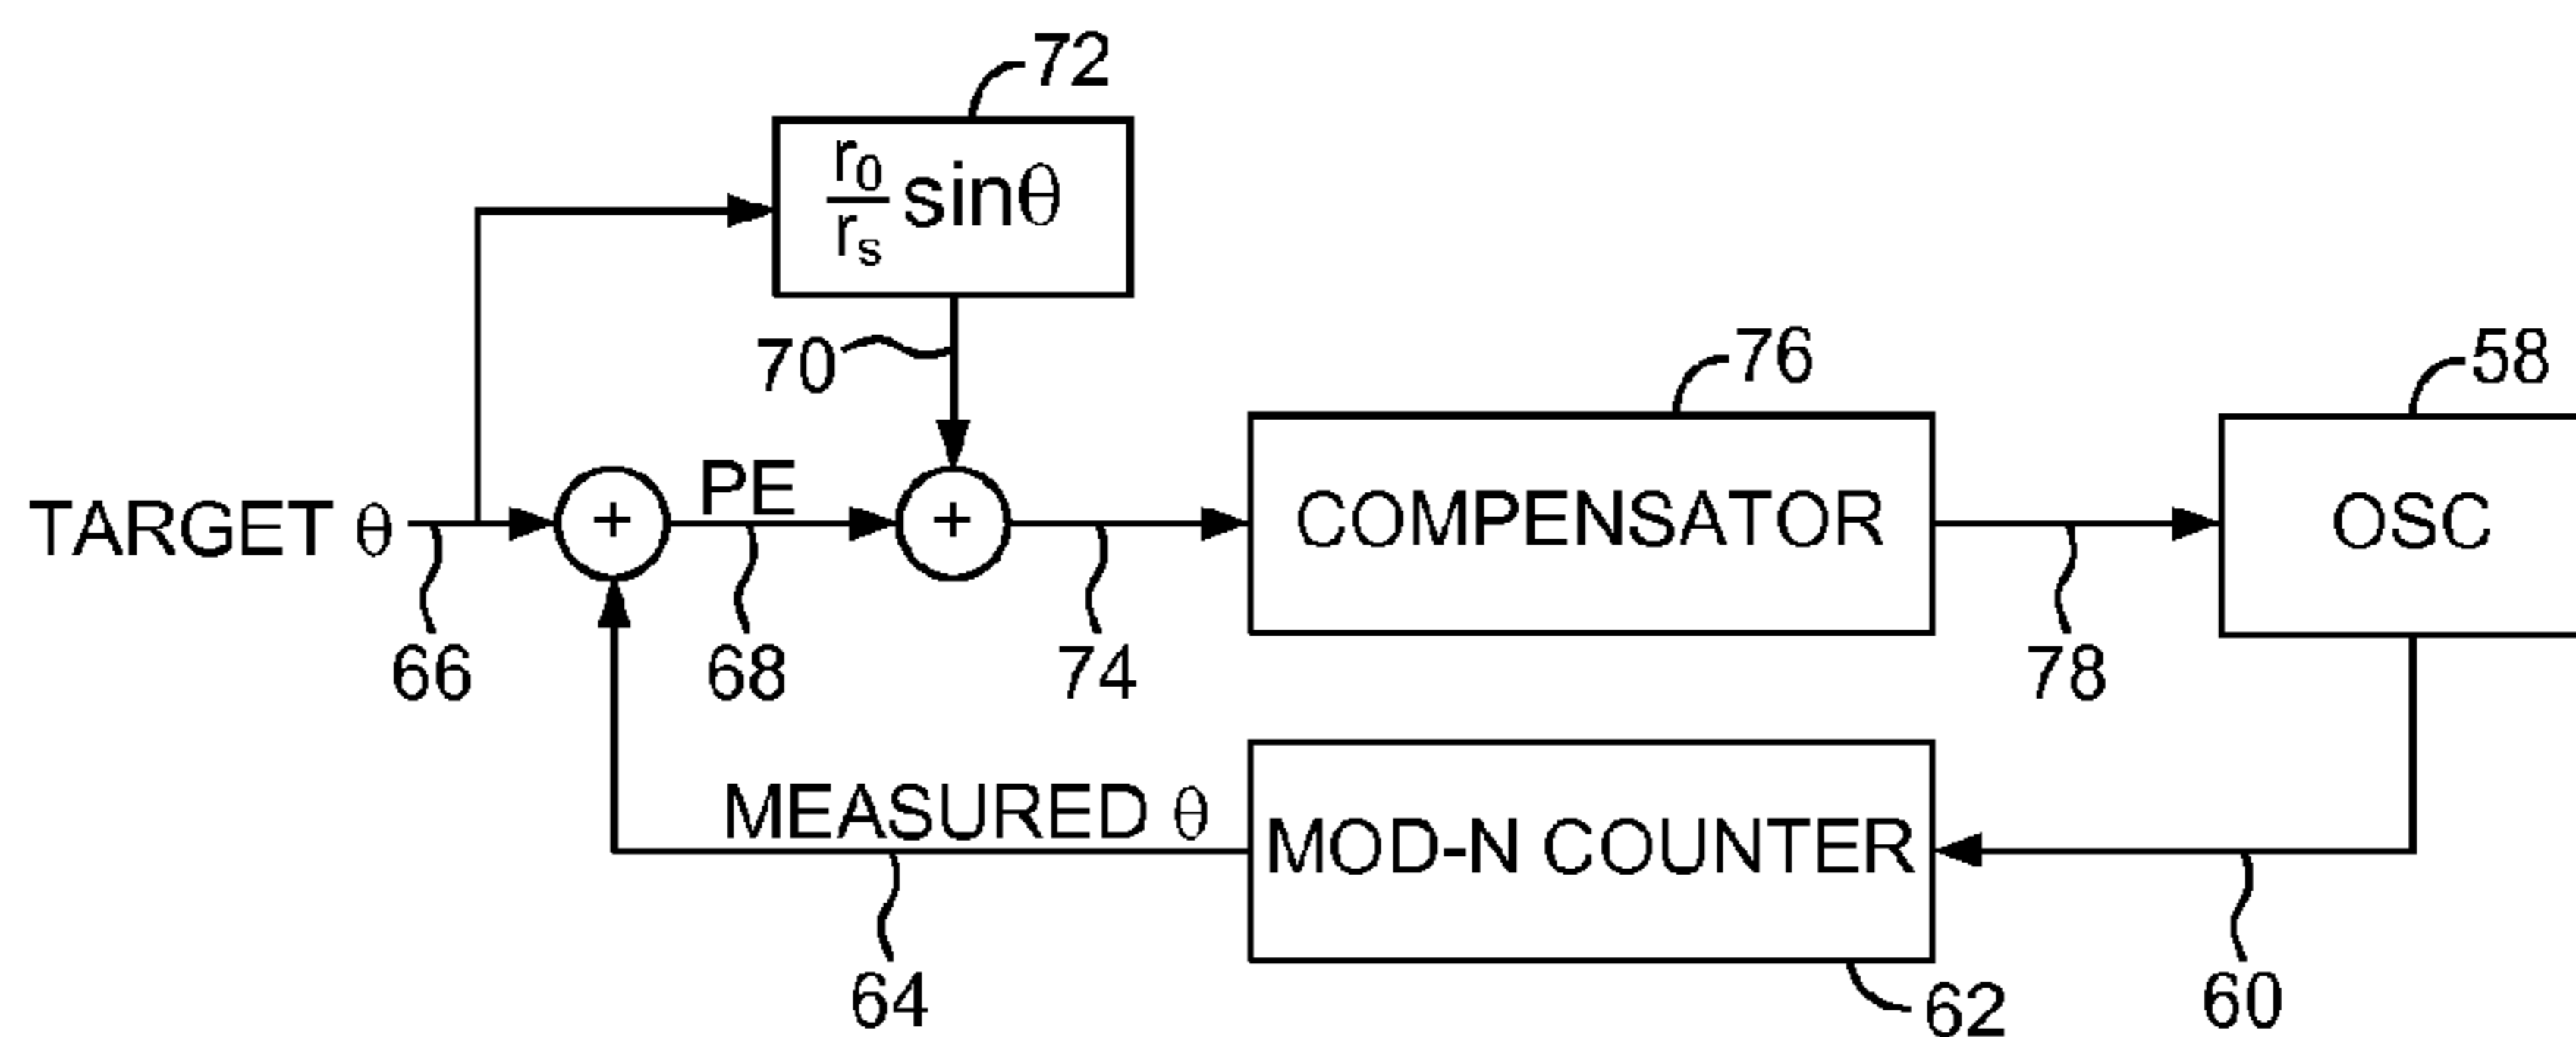 72
r0
rs
sinθ
70
76
58
TARGET θ
+
PE
+
COMPENSATOR
OSC
66
68
74
78
MEASURED θ
MOD-N COUNTER
64
62
60